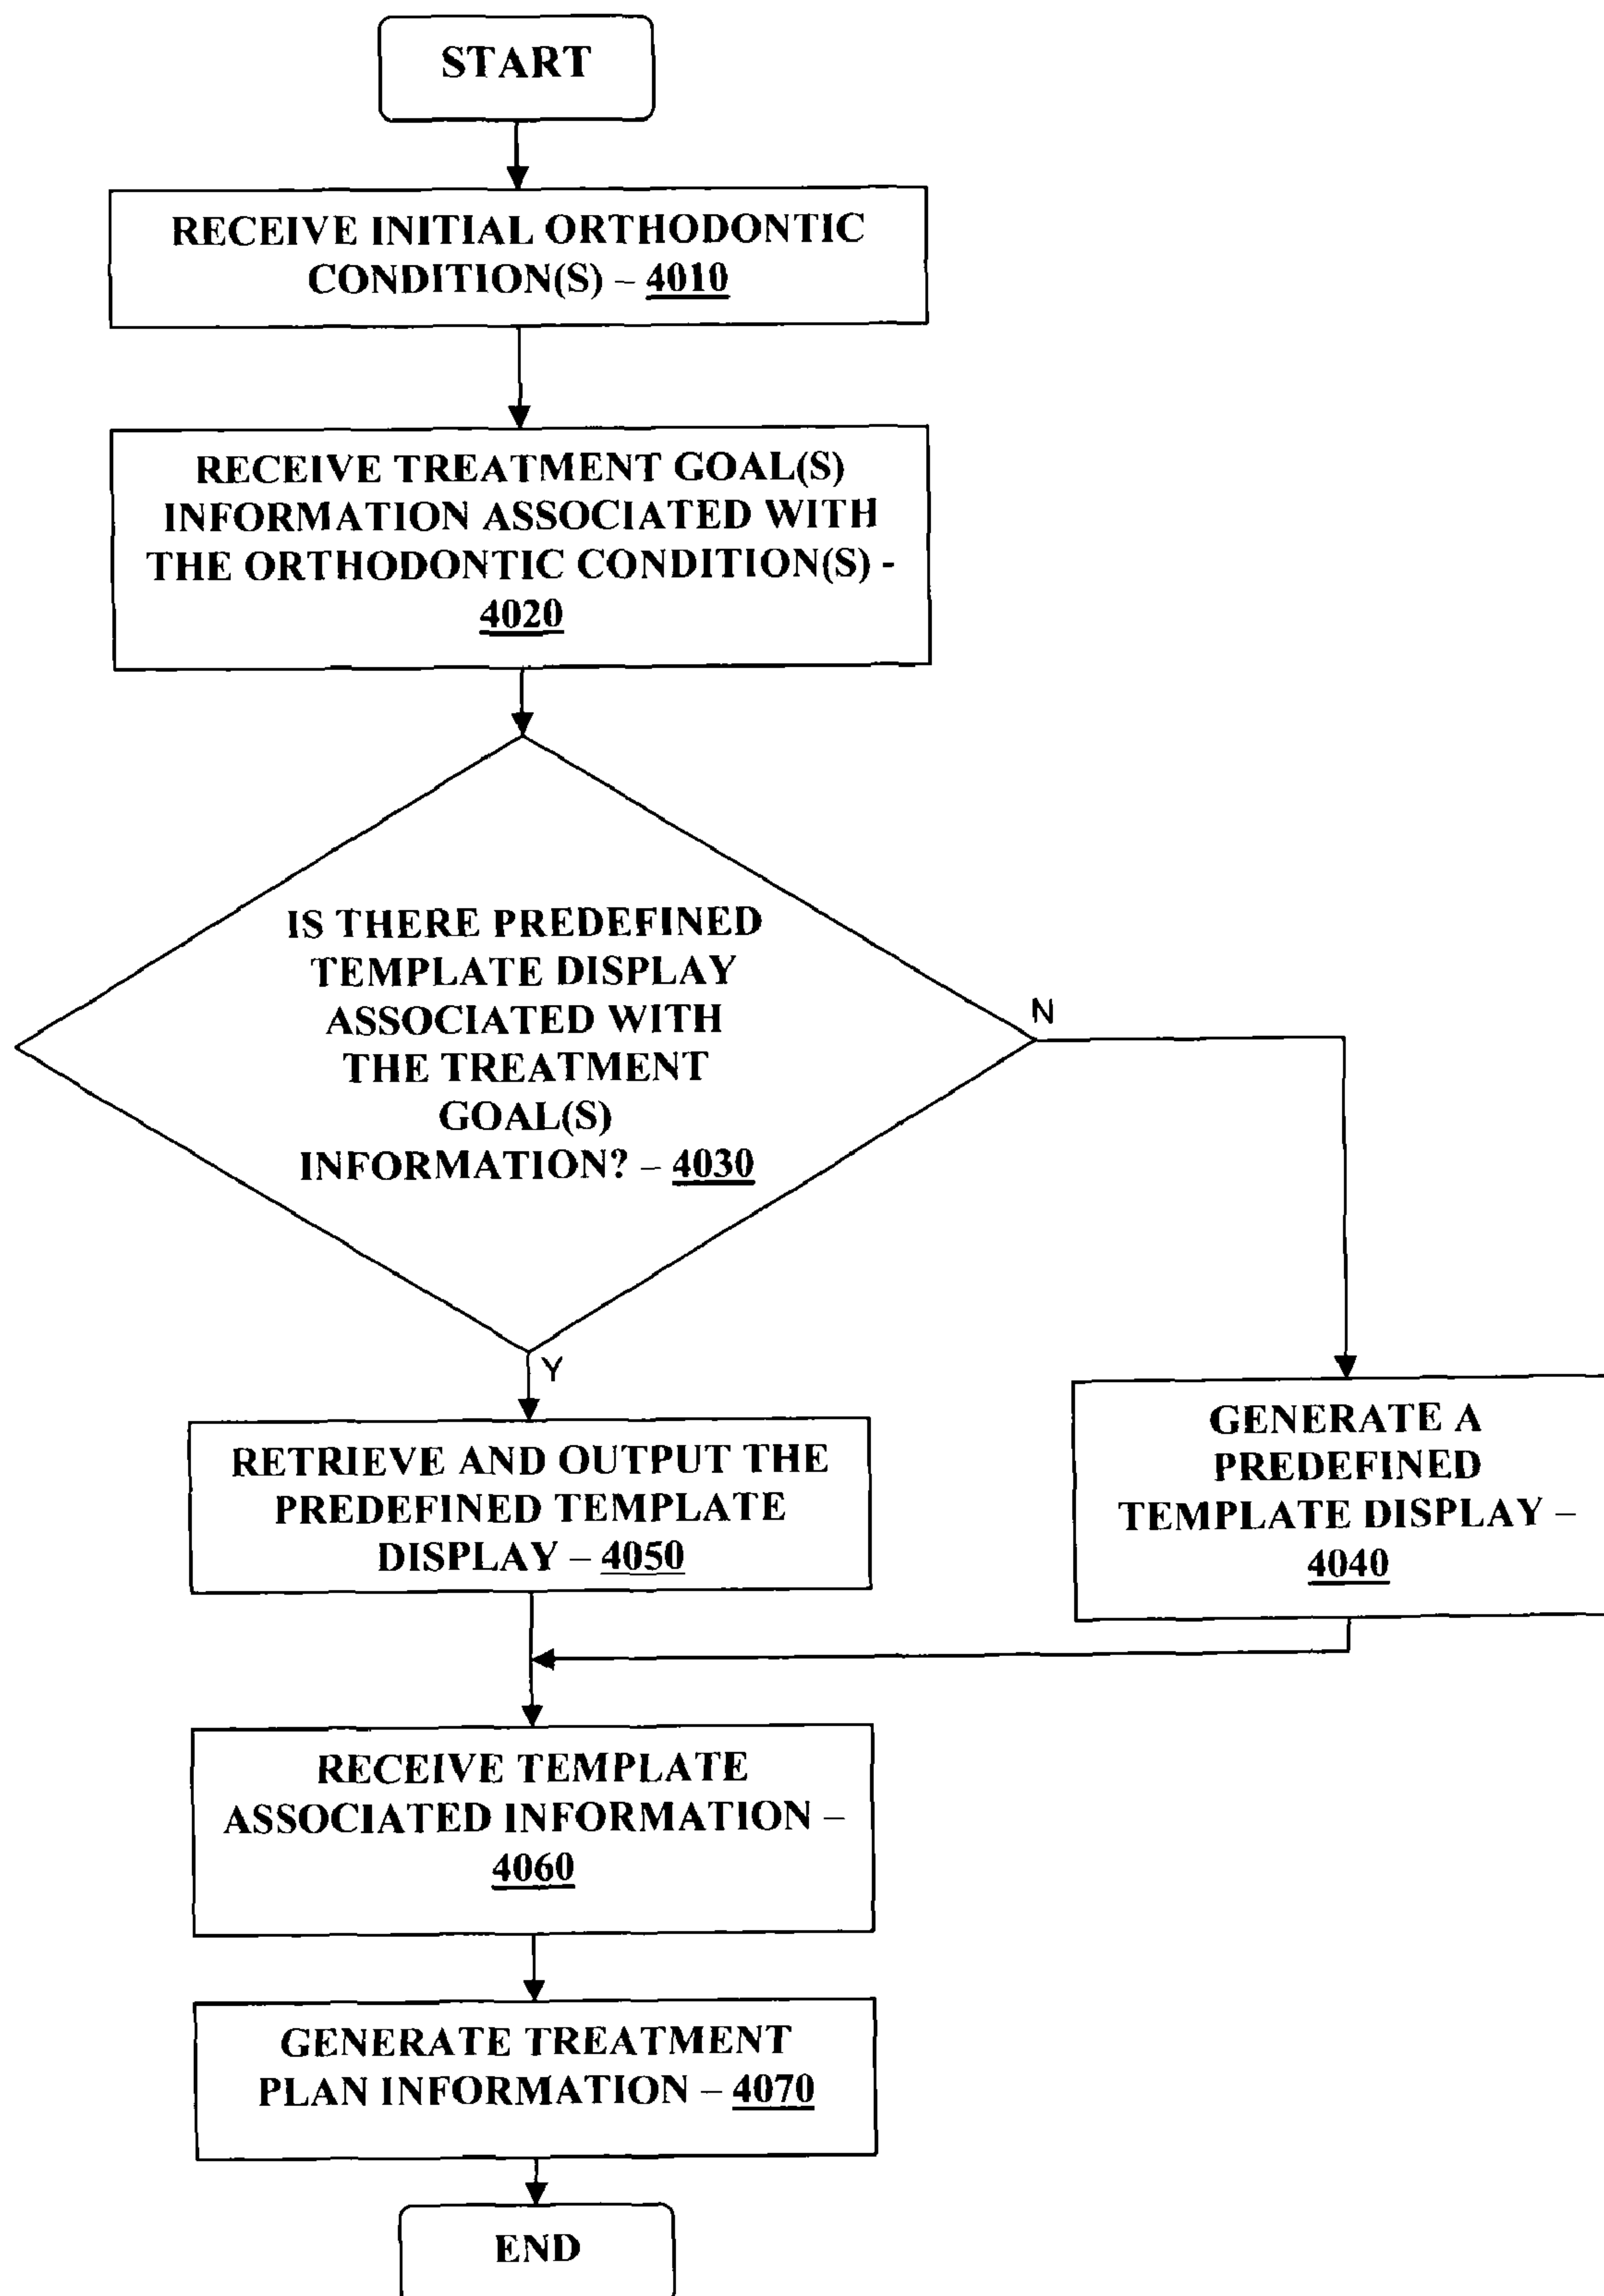 START
RECEIVE INITIAL ORTHODONTIC
CONDITION(S) – 4010
RECEIVE TREATMENT GOAL(S)
INFORMATION ASSOCIATED WITH
THE ORTHODONTIC CONDITION(S) -
4020
IS THERE PREDEFINED
TEMPLATE DISPLAY
ASSOCIATED WITH
THE TREATMENT
GOAL(S)
INFORMATION? – 4030
N
Y
RETRIEVE AND OUTPUT THE
PREDEFINED TEMPLATE
DISPLAY – 4050
GENERATE A
PREDEFINED
TEMPLATE DISPLAY –
4040
RECEIVE TEMPLATE
ASSOCIATED INFORMATION –
4060
GENERATE TREATMENT
PLAN INFORMATION – 4070
END